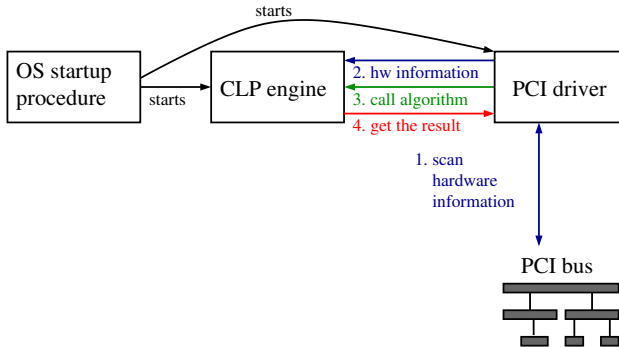 starts
OS startup
procedure
starts
CLP engine
2. hw information
3. call algorithm
4. get the result
PCI driver
1. scan
hardware
information
PCI bus